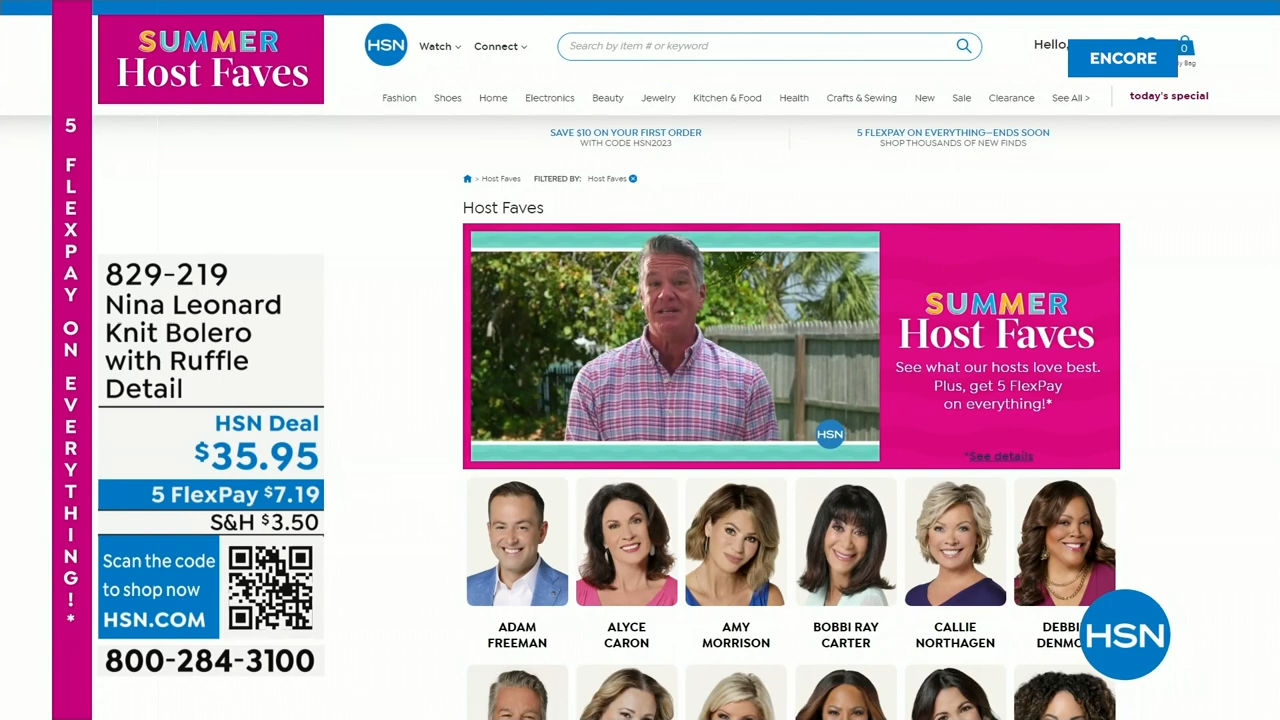 5 FLEXPAY ON EVERYTHING!*
SUMMER
Host Faves
HSN
Watch
Connect
Search by item # or keyword
Hello,
ENCORE
0
y Bag
Fashion
Shoes
Home
Electronics
Beauty
Jewelry
Kitchen & Food
Health
Crafts & Sewing
New
Sale
Clearance
See All >
today's special
SAVE $10 ON YOUR FIRST ORDER
WITH CODE HSN2023
5 FLEXPAY ON EVERYTHING—ENDS SOON
SHOP THOUSANDS OF NEW FINDS
> Host Faves
FILTERED BY: Host Faves
Host Faves
829-219
Nina Leonard
Knit Bolero
with Ruffle
Detail
HSN Deal
$35.95
5 FlexPay $7.19
S&H $3.50
Scan the code
to shop now
HSN.COM
800-284-3100
HSN
SUMMER
Host Faves
See what our hosts love best.
Plus, get 5 FlexPay
on everything!*
*See details
ADAM
FREEMAN
ALYCE
CARON
AMY
MORRISON
BOBBI RAY
CARTER
CALLIE
NORTHAGEN
DEBBI
DENMO
HSN